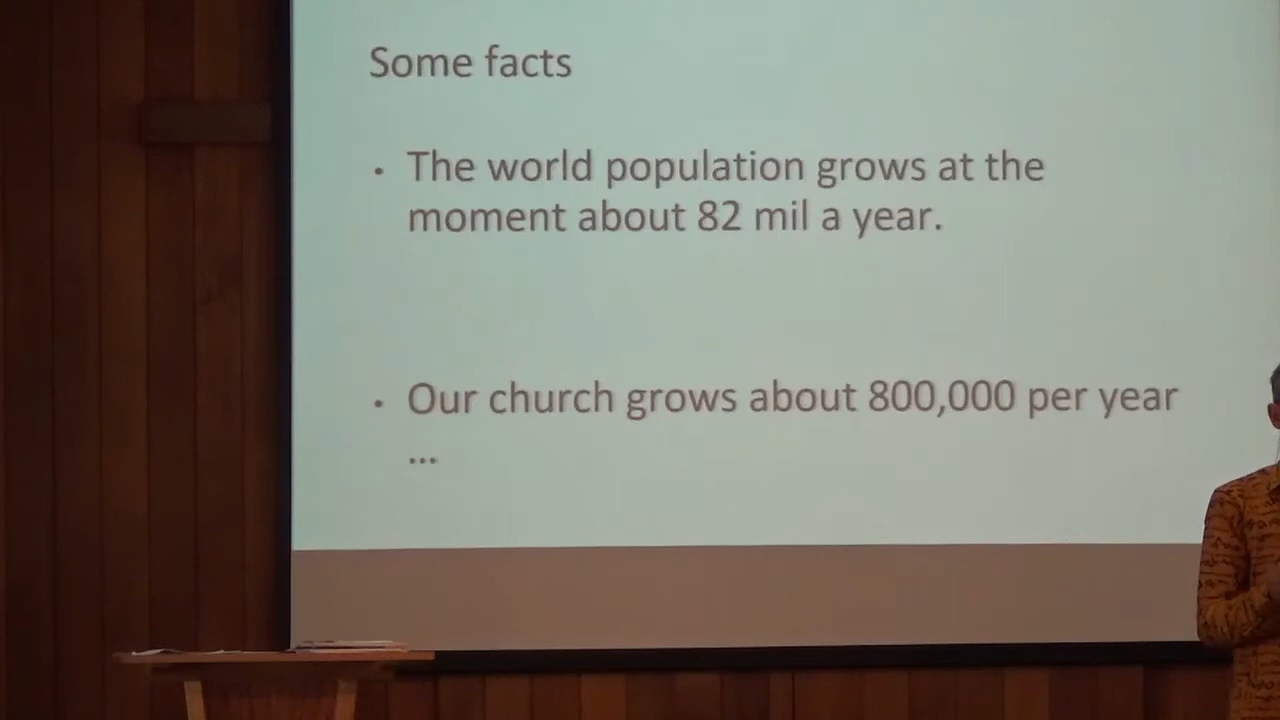 Some facts
• The world population grows at the
moment about 82 mil a year.
• Our church grows about 800,000 per year
...